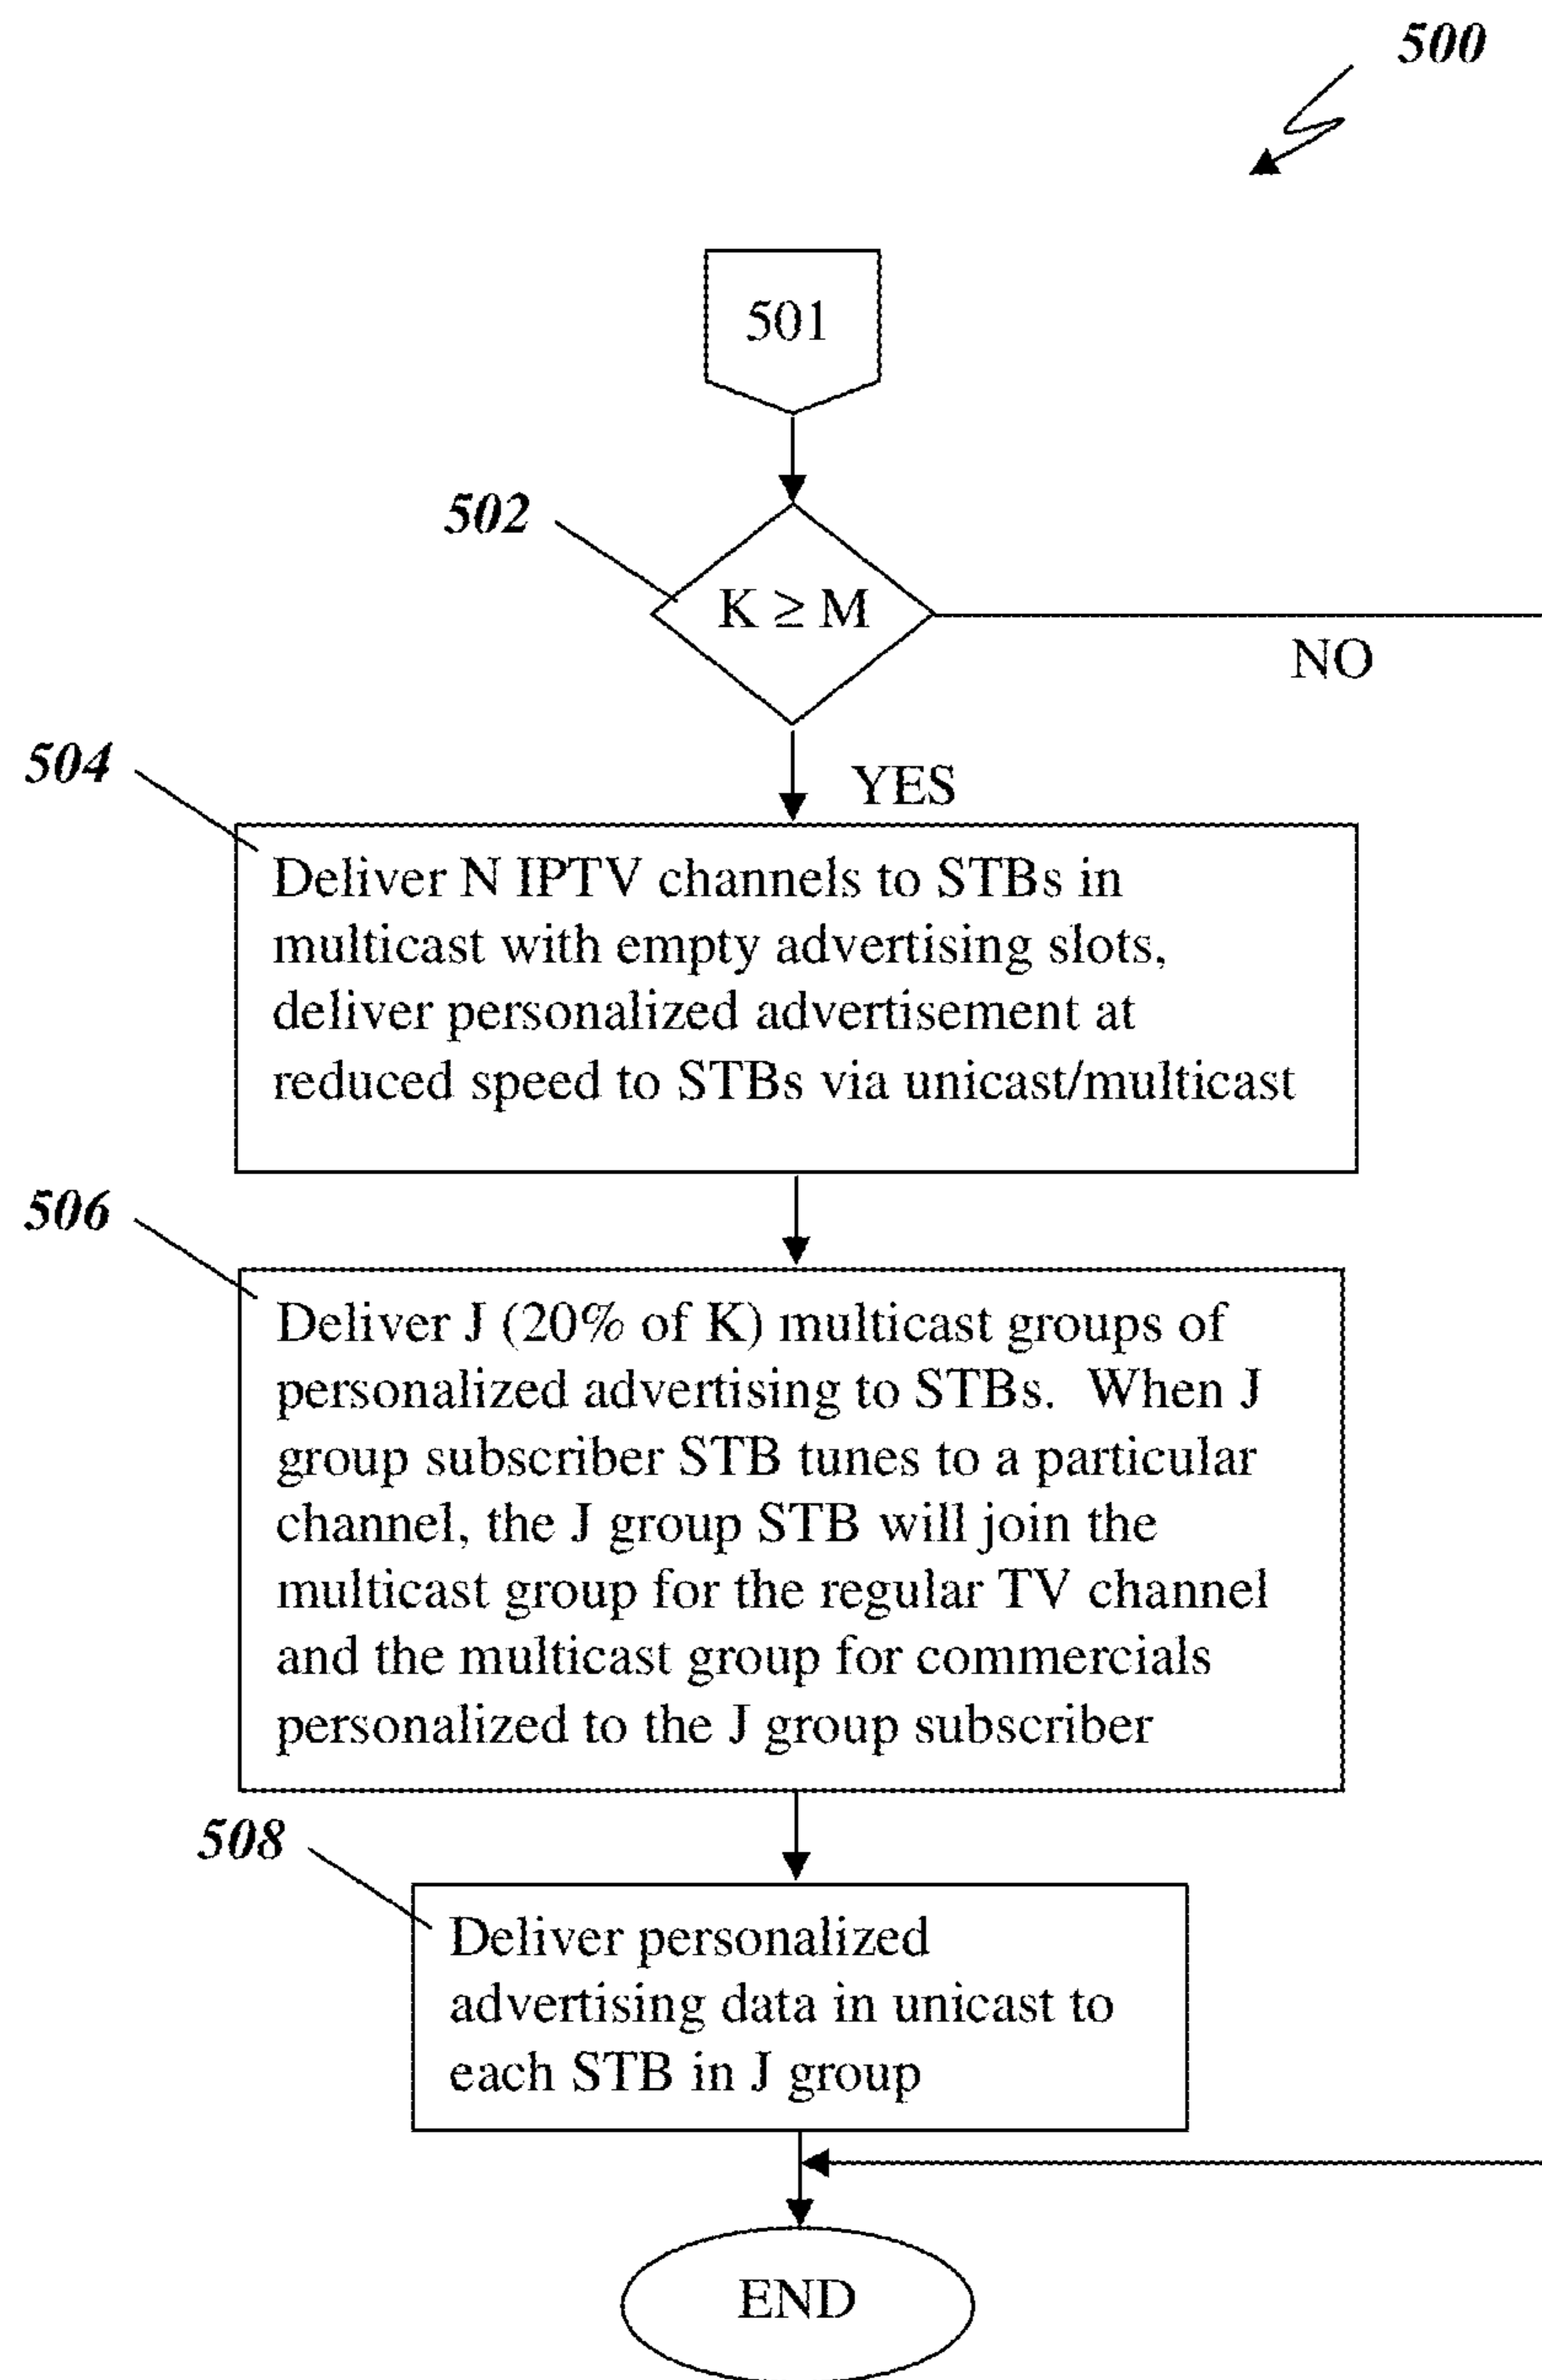 500
501
502
K ≥ M
NO
504
YES
Deliver N IPTV channels to STBs in
multicast with empty advertising slots,
deliver personalized advertisement at
reduced speed to STBs via unicast/multicast
506
Deliver J (20% of K) multicast groups of
personalized advertising to STBs. When J
group subscriber STB tunes to a particular
channel, the J group STB will join the
multicast group for the regular TV channel
and the multicast group for commercials
personalized to the J group subscriber
508
Deliver personalized
advertising data in unicast to
each STB in J group
END